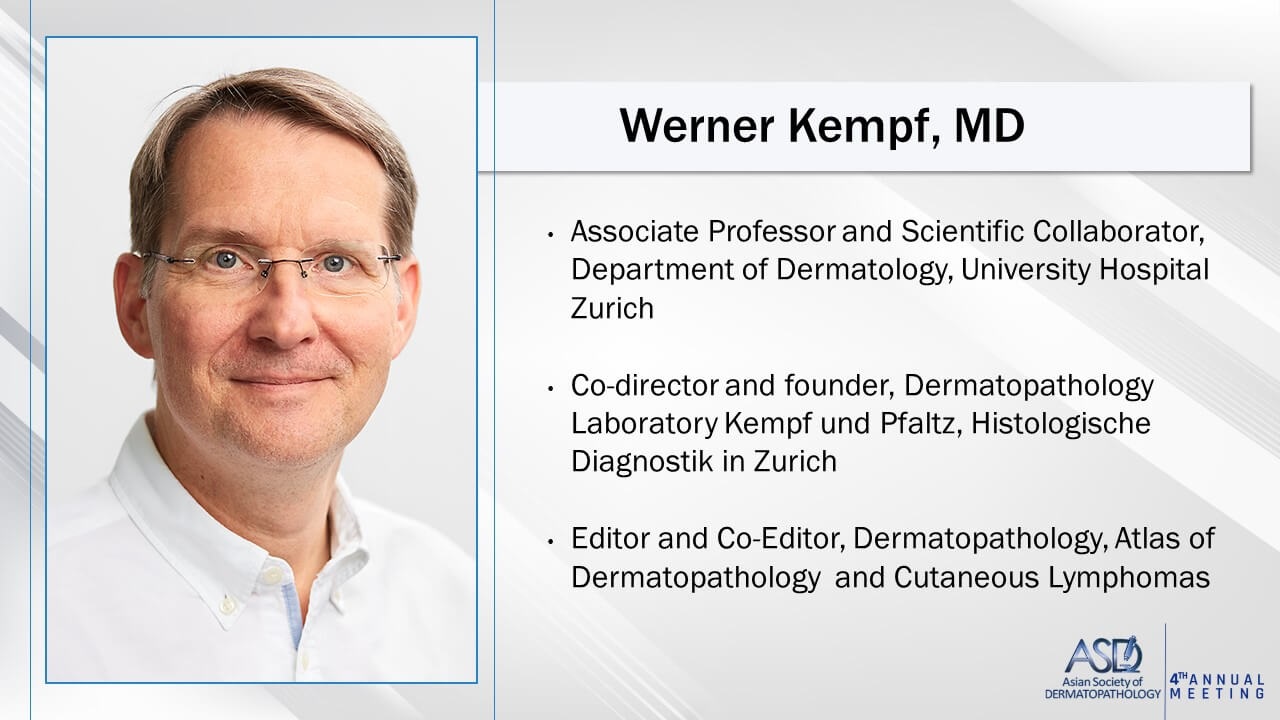 Werner Kempf, MD
• Associate Professor and Scientific Collaborator,
Department of Dermatology, University Hospital
Zurich
• Co-director and founder, Dermatopathology
Laboratory Kempf und Pfaltz, Histologische
Diagnostik in Zurich
• Editor and Co-Editor, Dermatopathology, Atlas of
Dermatopathology and Cutaneous Lymphomas
ASD
Asian Society of
DERMATOPATHOLOGY
4TH ANNUAL
MEETING